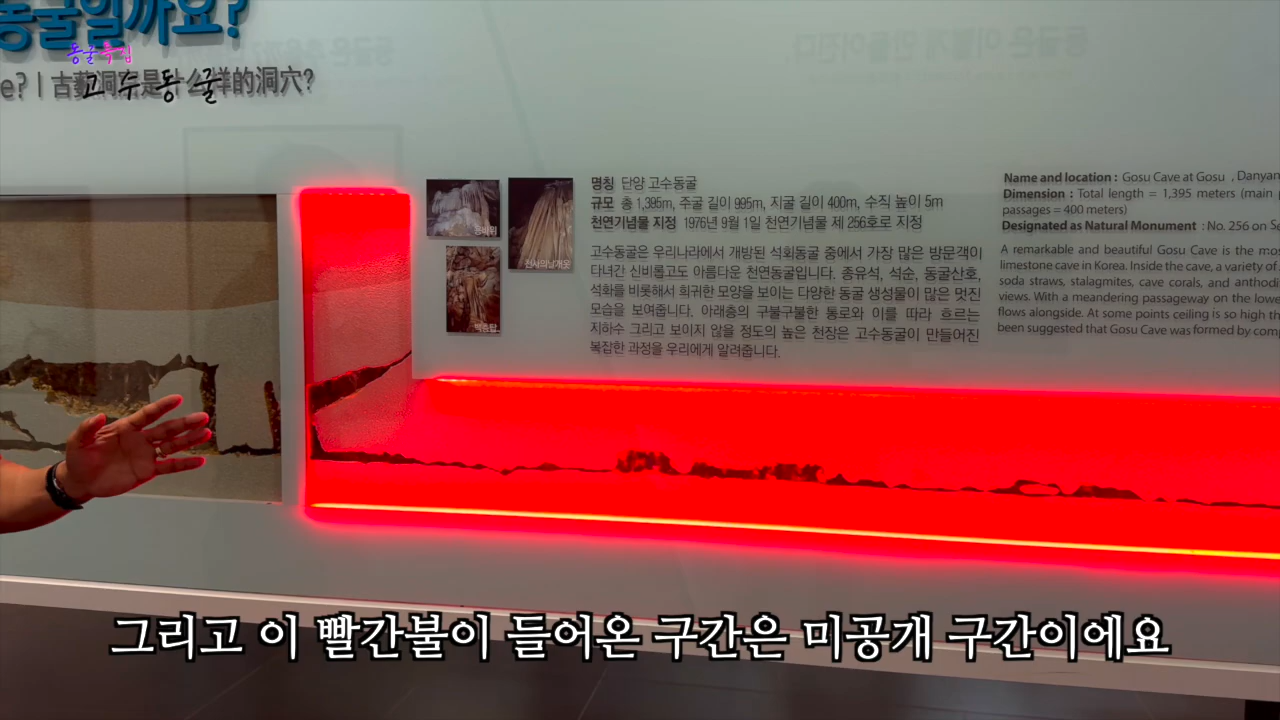 동굴일까요?
동굴특집
고수동굴
e? | 古薮洞穴是什么样的洞穴?
명칭 단양 고수동굴
규모 총 1,395m, 주굴 길이 995m, 지굴 길이 400m, 수직 높이 5m
천연기념물 지정 1976년 9월 1일 천연기념물 제 256호로 지정
고수동굴은 우리나라에서 개방된 석회동굴 중에서 가장 많은 방문객이
다녀간 신비롭고도 아름다운 천연동굴입니다. 종유석, 석순, 동굴산호,
석화를 비롯해서 희귀한 모양을 보이는 다양한 동굴 생성물이 많은 멋진
모습을 보여줍니다. 아래층의 구불구불한 통로와 이를 따라 흐르는
지하수 그리고 보이지 않을 정도의 높은 천장은 고수동굴이 만들어진
복잡한 과정을 우리에게 알려줍니다.
천사의날개옷
Name and location : Gosu Cave at Gosu , Danyan
Dimension : Total length = 1,395 meters (main
passages = 400 meters)
Designated as Natural Monument : No. 256 on Se
A remarkable and beautiful Gosu Cave is the mo
limestone cave in Korea. Inside the cave, a variety of
soda straws, stalagmites, cave corals, and anthodi
views. With a meandering passageway on the lowe
flows alongside. At some points ceiling is so high th
been suggested that Gosu Cave was formed by comp
그리고 이 빨간불이 들어온 구간은 미공개 구간이에요